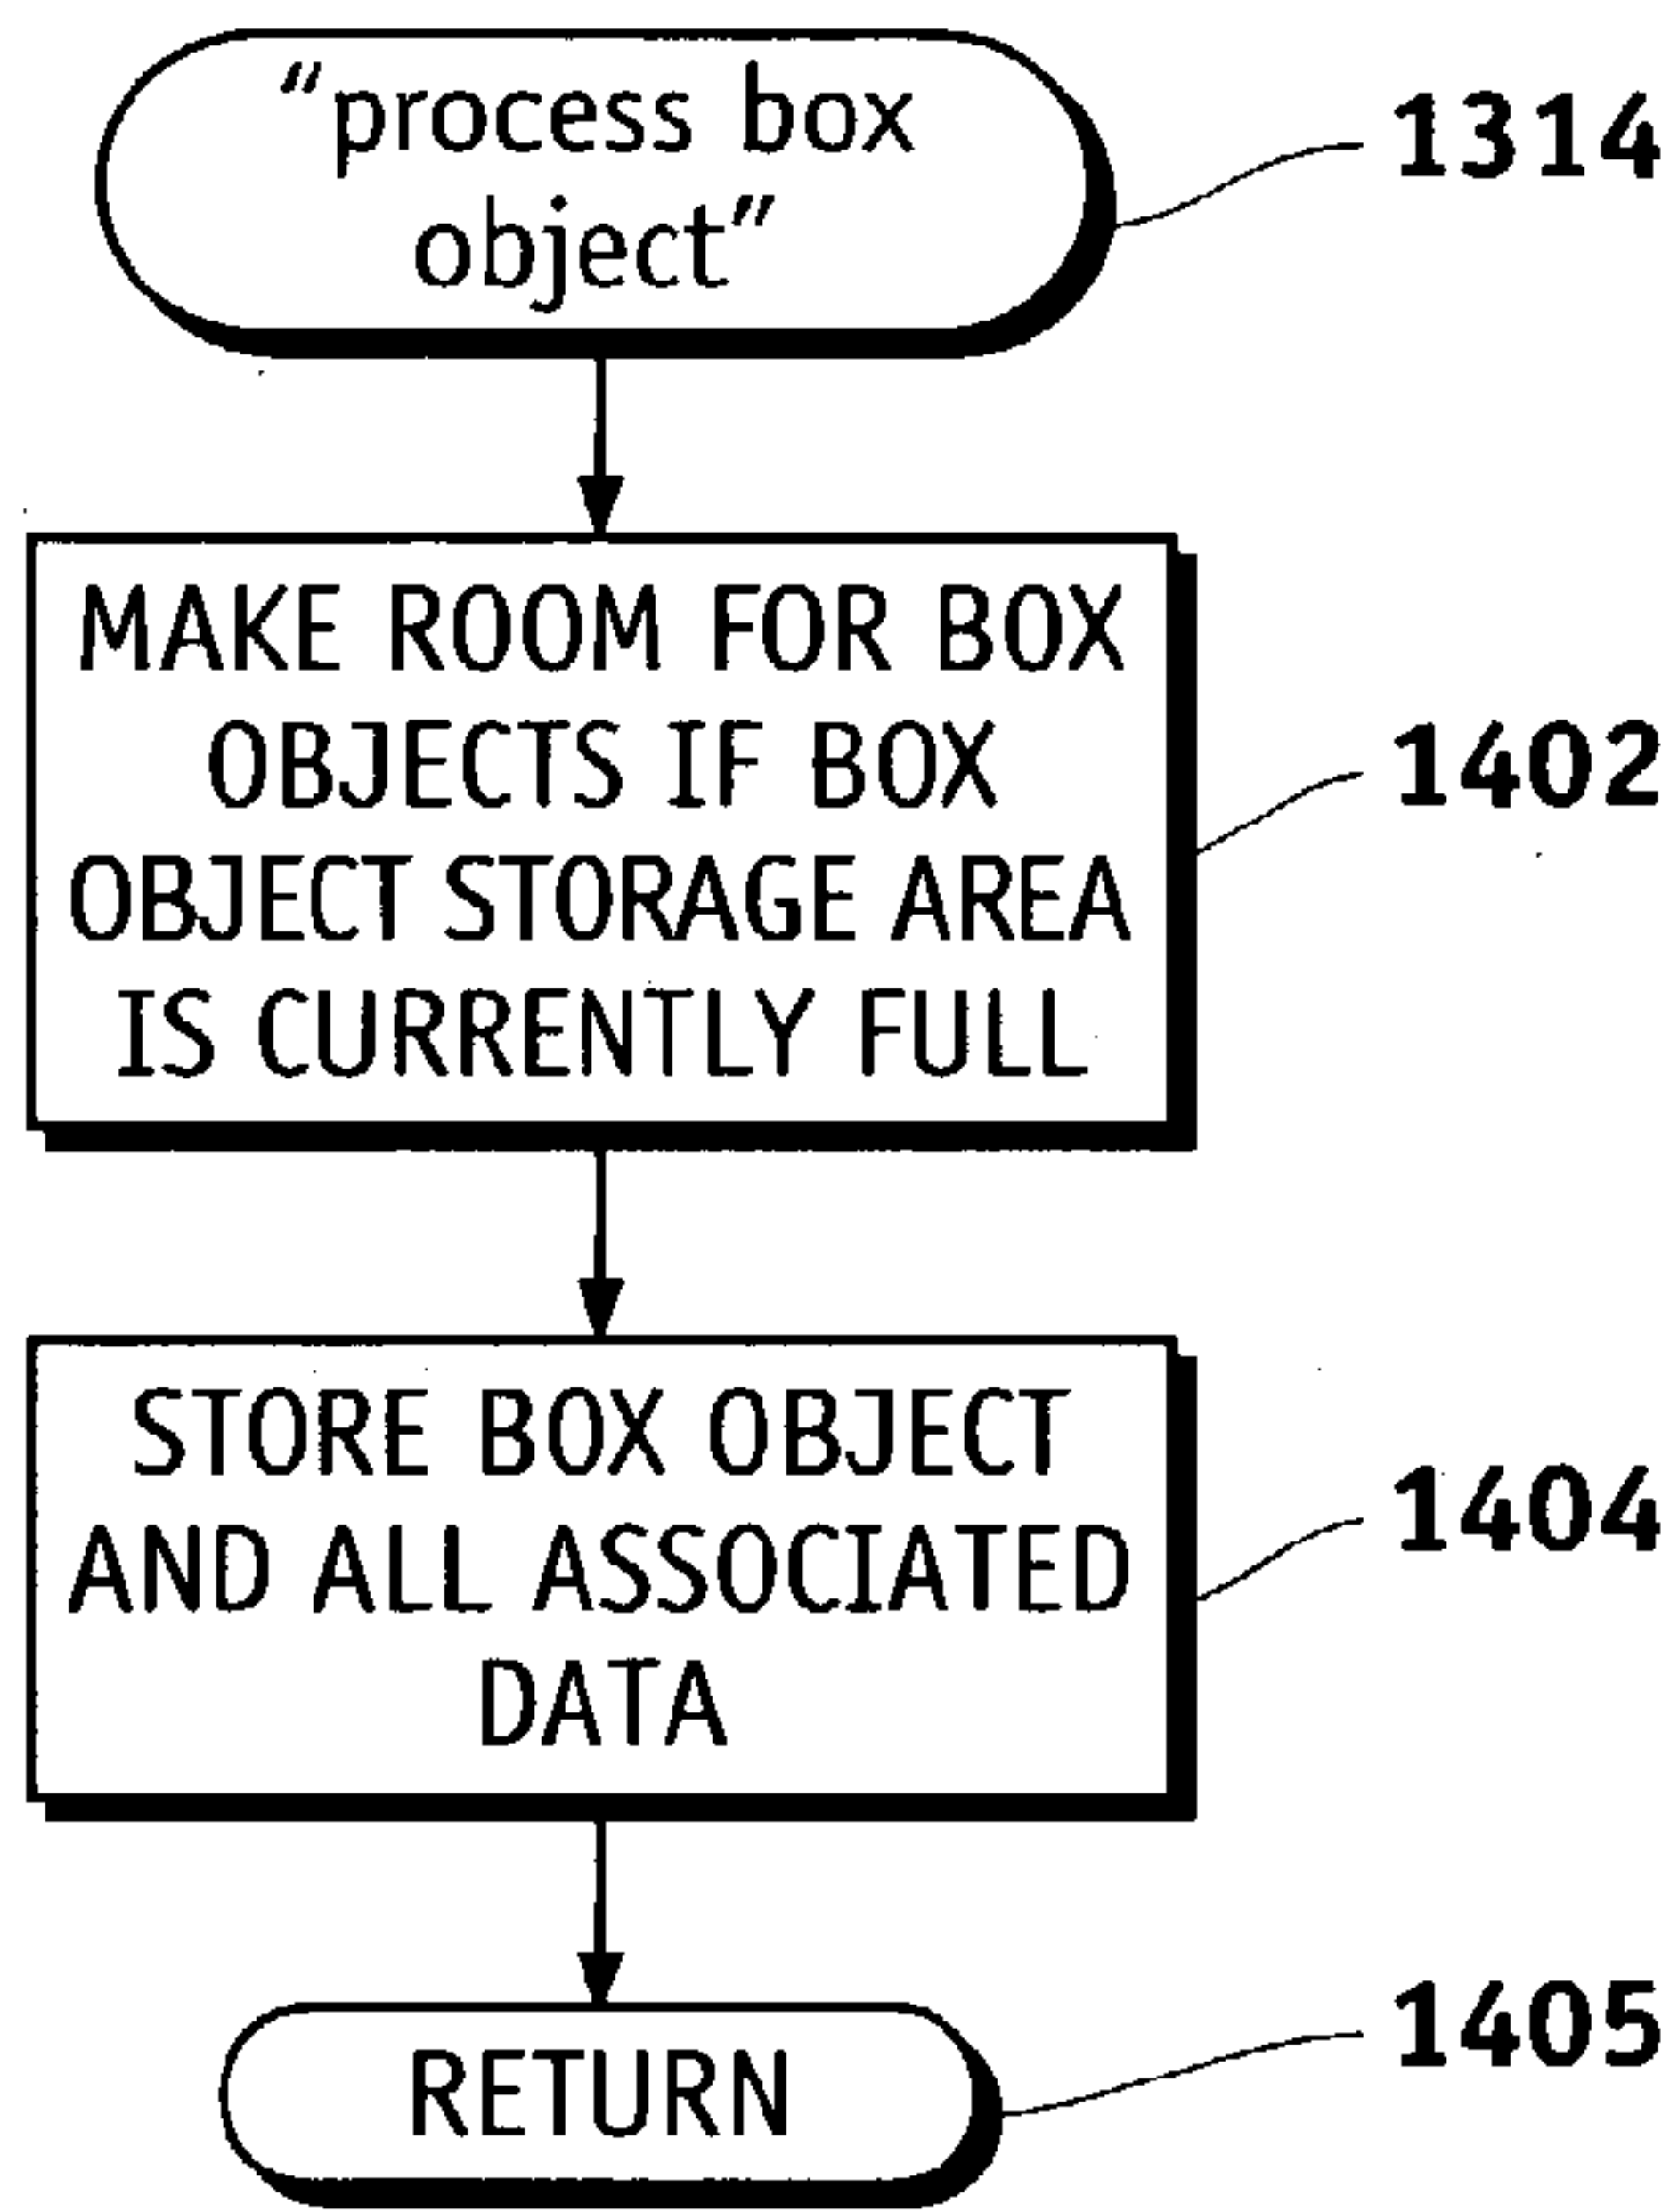 "process box
object"
1314
MAKE ROOM FOR BOX
OBJECTS IF BOX
OBJECT STORAGE AREA
IS CURRENTLY FULL
1402
STORE BOX OBJECT
AND ALL ASSOCIATED
DATA
1404
RETURN
1405